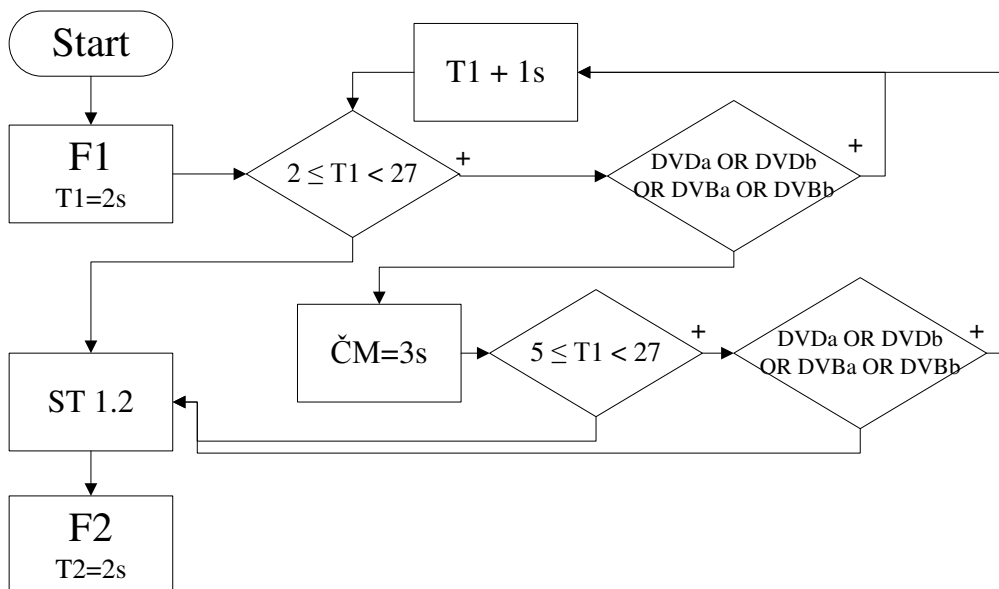 Start
T1 + 1s
F1
T1=2s
2 ≤ T1 < 27
+
DVDa OR DVDb
OR DVBa OR DVBb
+
ČM=3s
5 ≤ T1 < 27
+
DVDa OR DVDb
OR DVBa OR DVBb
+
ST 1.2
F2
T2=2s